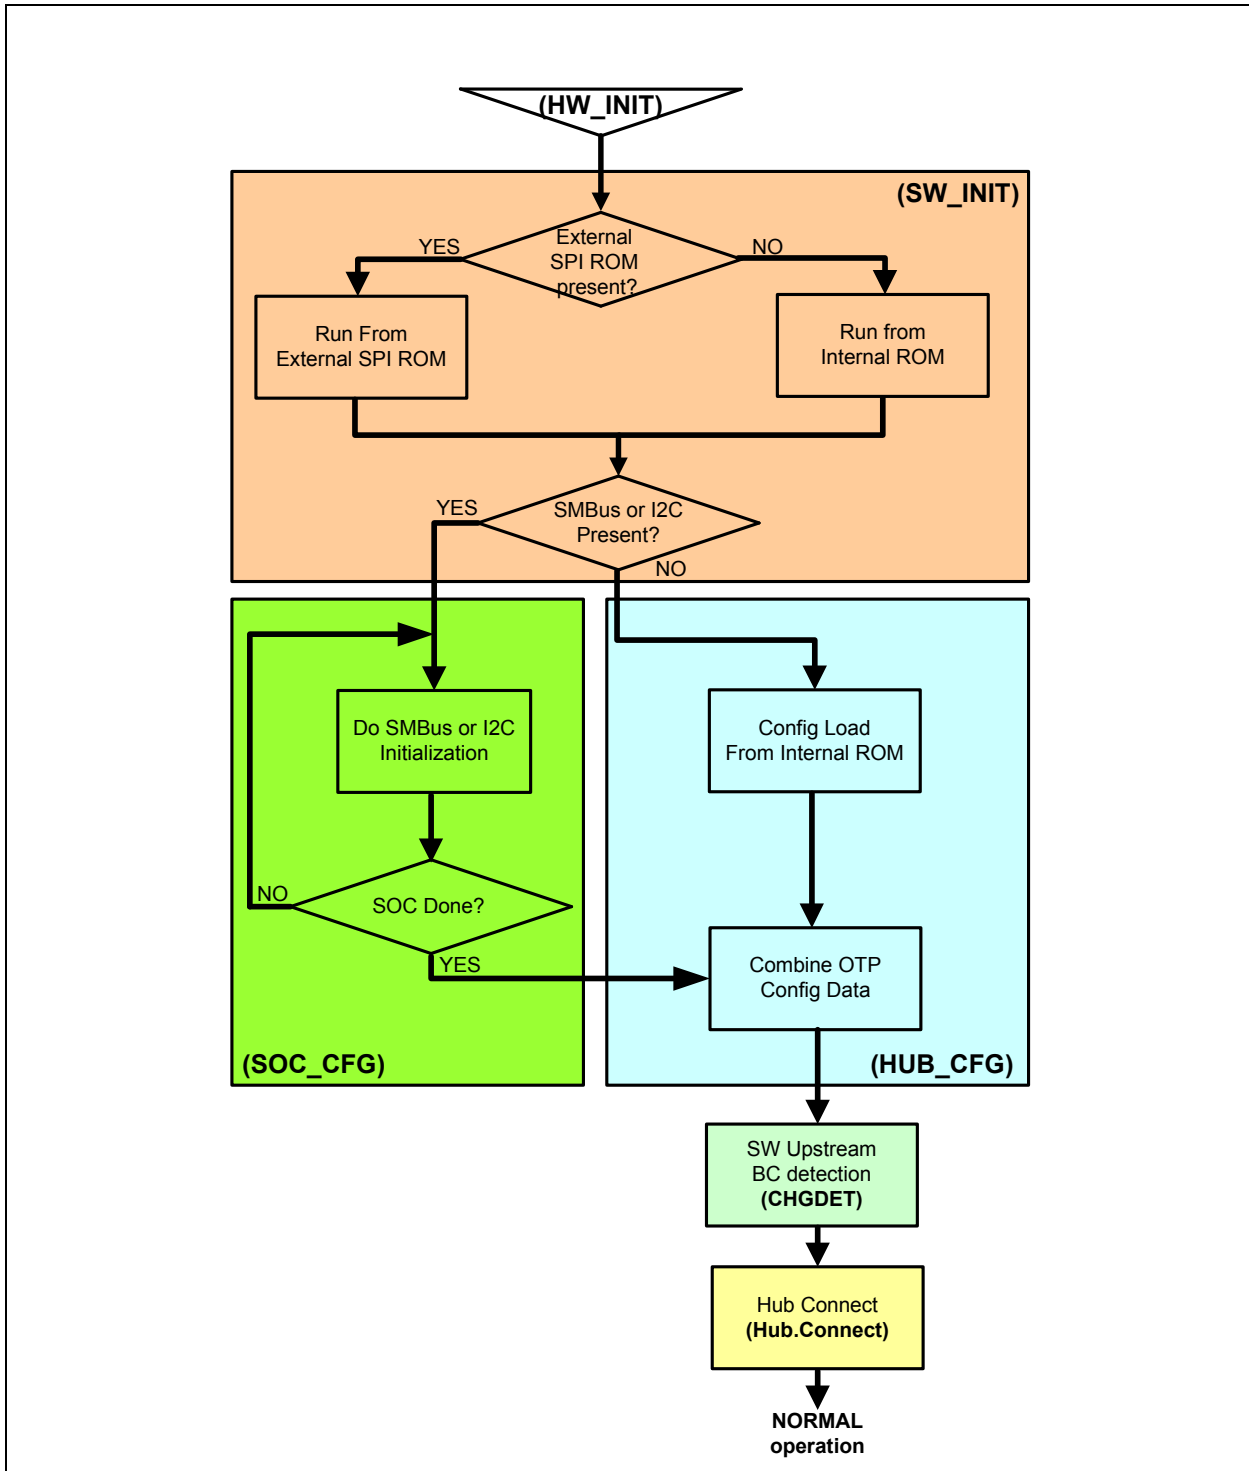 (HW_INIT)
(SW_INIT)
YES
External
SPI ROM
present?
NO
Run From
External SPI ROM
Run from
Internal ROM
YES
SMBus or I2C
Present?
NO
Do SMBus or I2C
Initialization
Config Load
From Internal ROM
NO
SOC Done?
YES
Combine OTP
Config Data
(SOC_CFG)
(HUB_CFG)
SW Upstream
BC detection
(CHGDET)
Hub Connect
(Hub.Connect)
NORMAL
operation